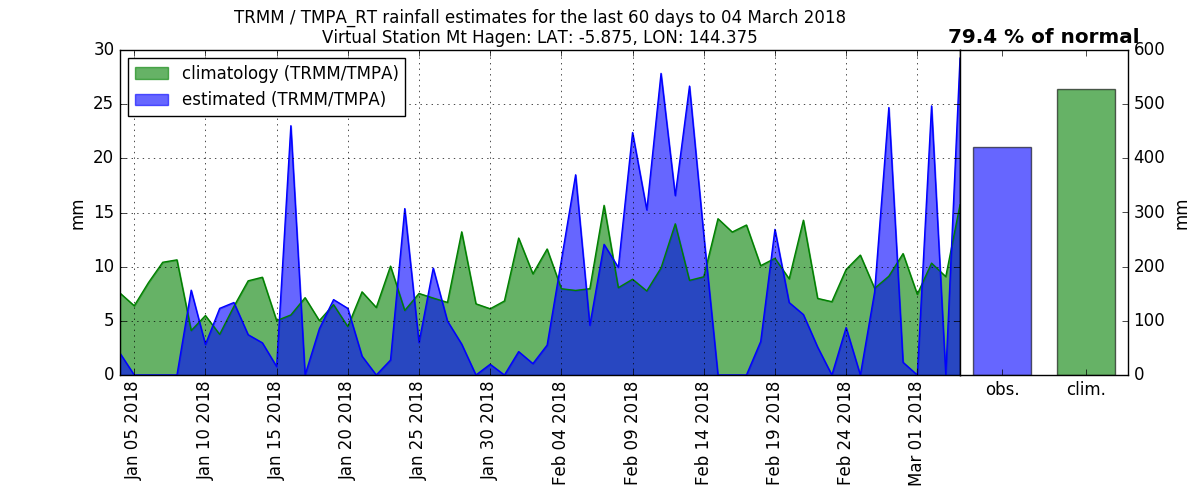 TRMM / TMPA_RT rainfall estimates for the last 60 days to 04 March 2018
Virtual Station Mt Hagen: LAT: -5.875, LON: 144.375
79.4 % of normal
climatology (TRMM/TMPA)
estimated (TRMM/TMPA)
30
25
20
15
10
5
0
mm
Jan 05 2018
Jan 10 2018
Jan 15 2018
Jan 20 2018
Jan 25 2018
Jan 30 2018
Feb 04 2018
Feb 09 2018
Feb 14 2018
Feb 19 2018
Feb 24 2018
Mar 01 2018
600
500
400
300
200
100
0
mm
obs.
clim.